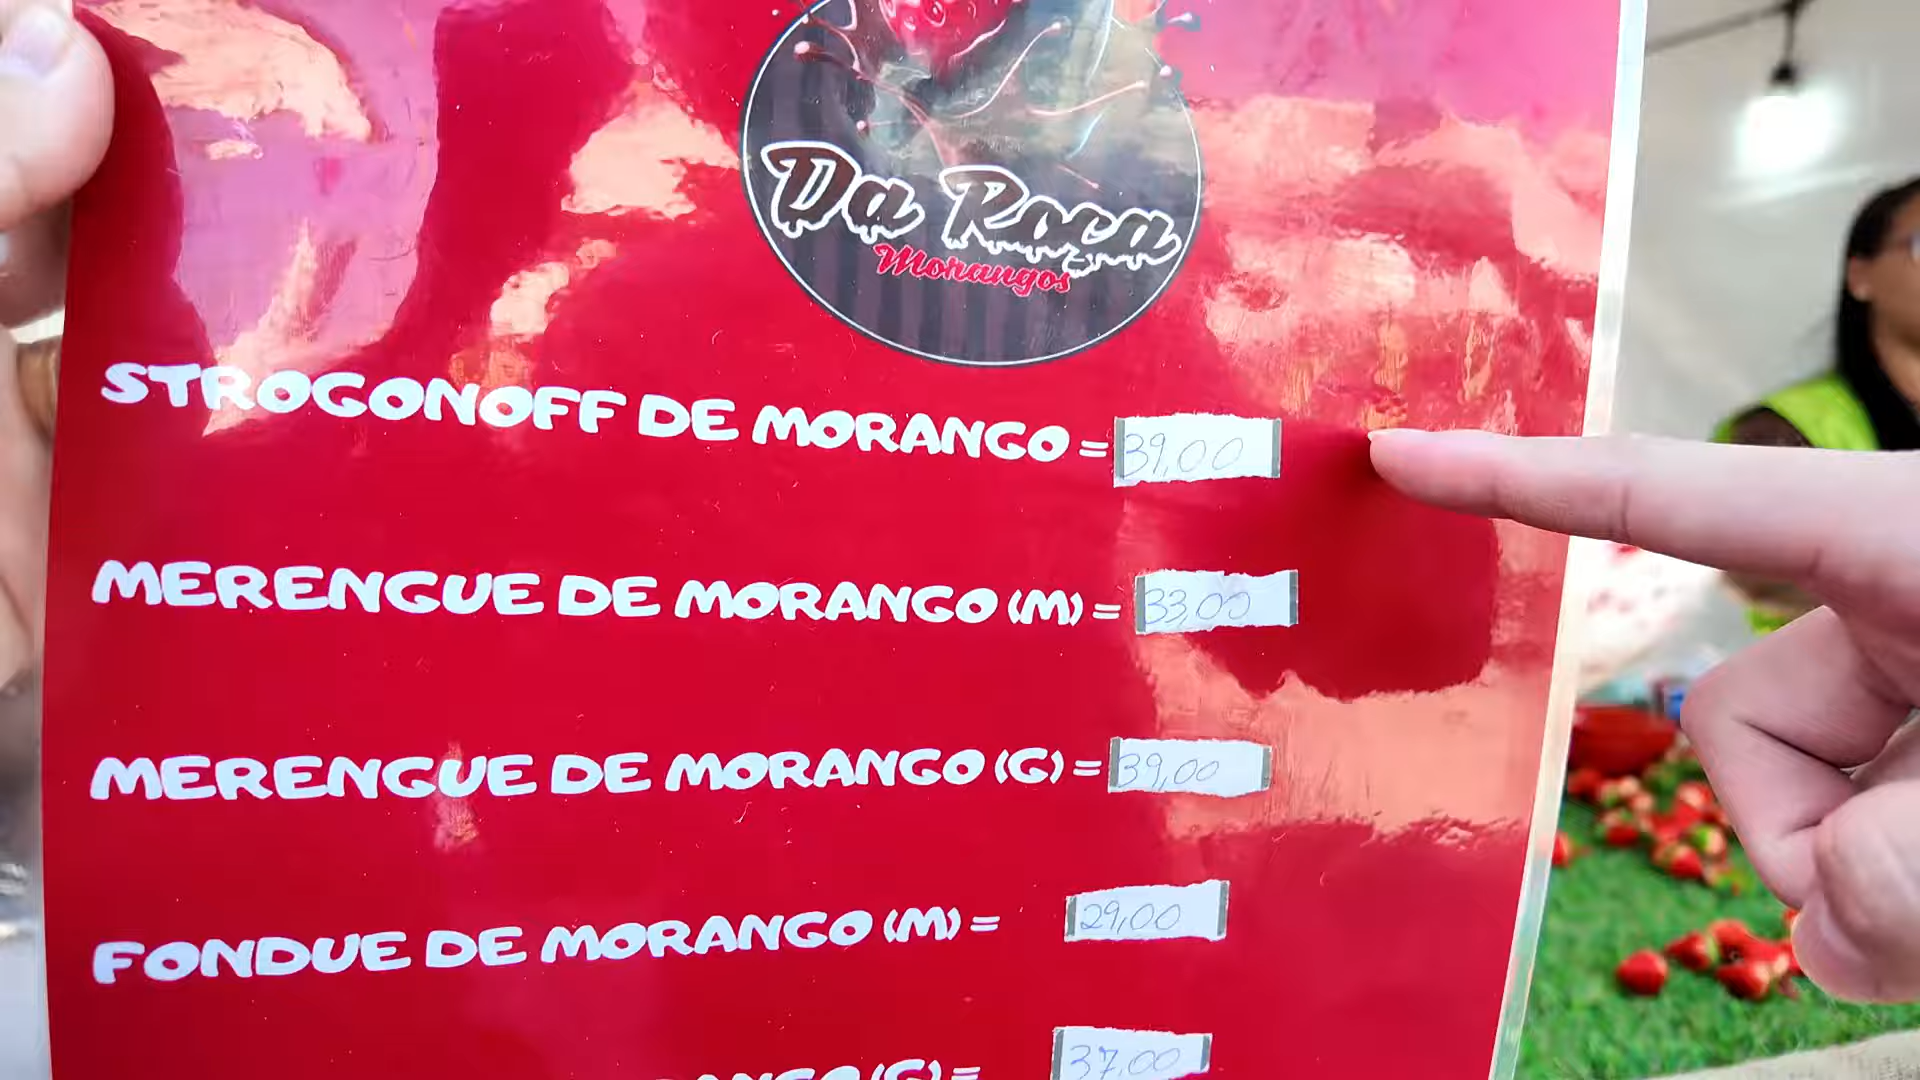 Da Roça
Morangos
STROGONOFF DE MORANGO = 39,00
MERENGUE DE MORANGO (M) = 33,00
MERENGUE DE MORANGO (G) = 39,00
FONDUE DE MORANGO (M) = 29,00
(G) = 37,00